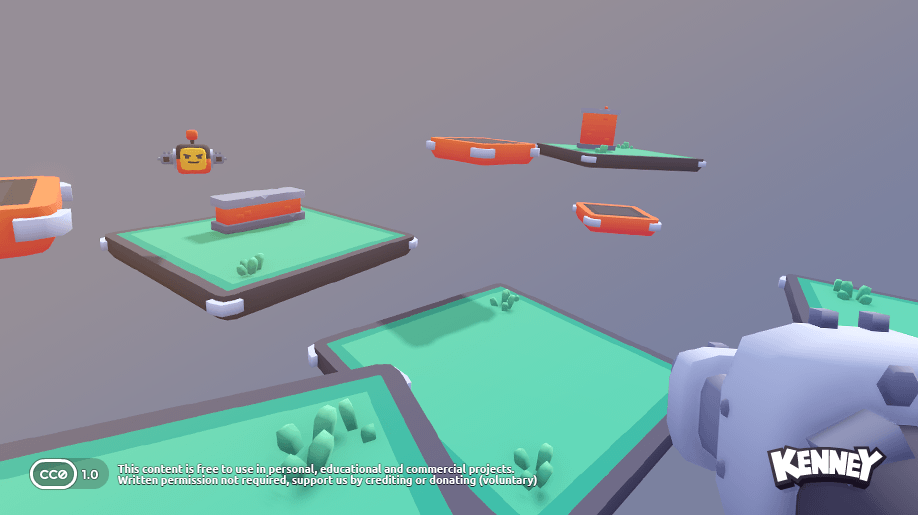 CC0 1.0
This content is free to use in personal, educational and commercial projects.
Written permission not required, support us by crediting or donating (voluntary)
KENNEY